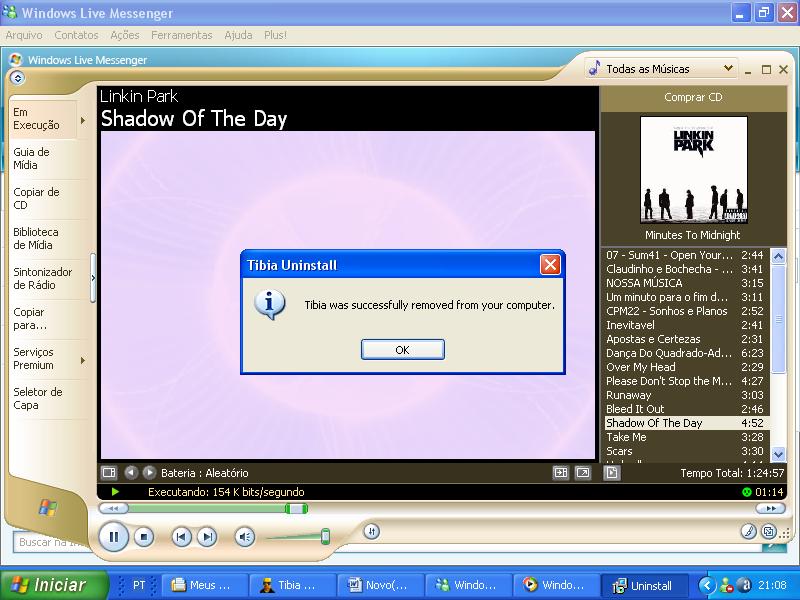 Windows Live Messenger
Arquivo Contatos Ações Ferramentas Ajuda Plus!
Windows Live Messenger
Todas as Músicas
Em
Execução
Guia de
Mídia
Copiar de
CD
Biblioteca
de Mídia
Sintonizador
de Rádio
Copiar
para...
Serviços
Premium
Seletor de
Capa
Linkin Park
Shadow Of The Day
Tibia Uninstall
Tibia was successfully removed from your computer.
OK
Comprar CD
LINKIN
PARK
Minutes To Midnight
07 - Sum41 - Open Your... 2:44
Claudinho e Bochecha - ... 3:41
NOSSA MÚSICA 3:15
Um minuto para o fim d... 3:11
CPM22 - Sonhos e Planos 2:52
Inevitavel 2:41
Apostas e Certezas 2:31
Dança Do Quadrado-Ad... 6:23
Over My Head 2:29
Please Don't Stop the M... 4:27
Runaway 3:03
Bleed It Out 2:46
Shadow Of The Day 4:52
Take Me 3:28
Scars 3:30
Bateria : Aleatório
Tempo Total: 1:24:57
Executando: 154 K bits/segundo
01:14
Buscar na
Iniciar
PT
Meus ...
Tibia ...
Novo(...
Windo...
Windo...
Uninstall
21:08